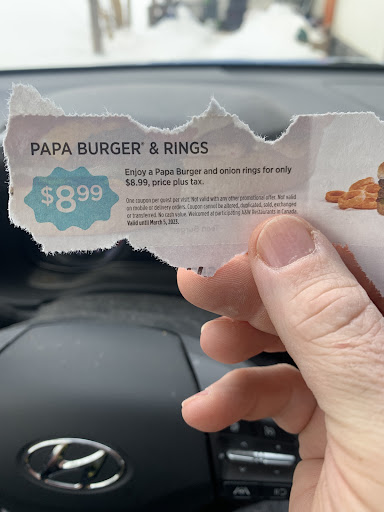 PAPA BURGER® & RINGS
$8.99
Enjoy a Papa Burger and onion rings for only
$8.99, price plus tax.
One coupon per guest per visit. Not valid with any other promotional offer. Not valid
on mobile or delivery orders. Coupon cannot be altered, duplicated, sold, exchanged
or transferred. No cash value. Welcomed at participating A&W Restaurants in Canada.
Valid until March 5, 2023.